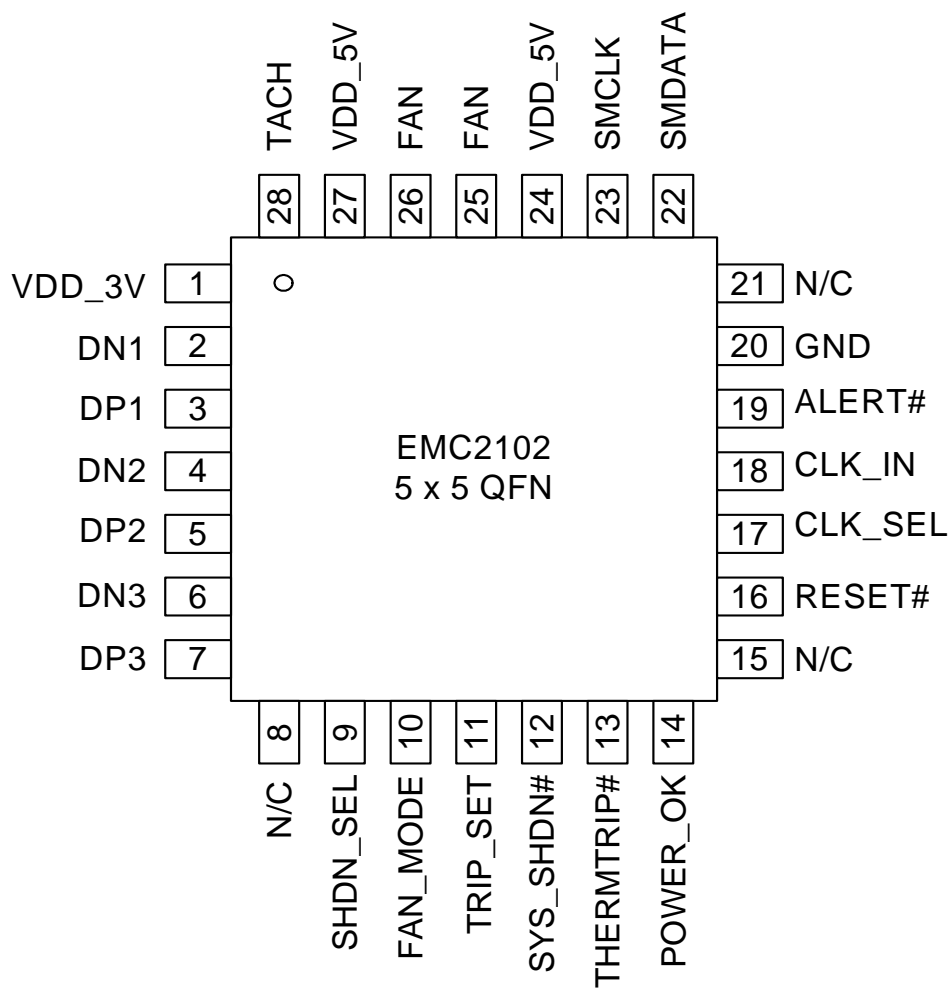 TACH
VDD_5V
FAN
FAN
VDD_5V
SMCLK
SMDATA
28
27
26
25
24
23
22
VDD_3V 1
DN1 2
DP1 3
DN2 4
DP2 5
DN3 6
DP3 7
EMC2102
5 x 5 QFN
21 N/C
20 GND
19 ALERT#
18 CLK_IN
17 CLK_SEL
16 RESET#
15 N/C
8
9
10
11
12
13
14
N/C
SHDN_SEL
FAN_MODE
TRIP_SET
SYS_SHDN#
THERMTRIP#
POWER_OK